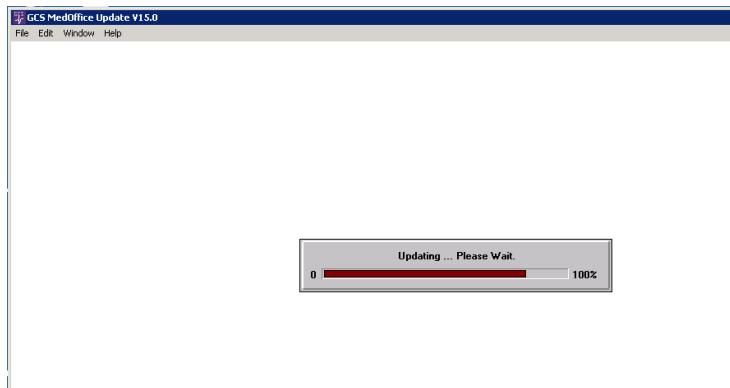 GCS MedOffice Update V15.0
File Edit Window Help
Updating ... Please Wait.
0 100%